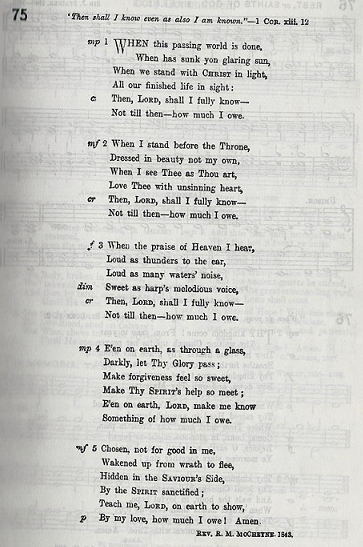 75
"Then shall I know even as also I am known."—1 COR. xiii. 12
mp 1 WHEN this passing world is done,
When has sunk yon glaring sun,
When we stand with CHRIST in light,
All our finished life in sight:
c Then, LORD, shall I fully know—
Not till then—how much I owe.
mf 2 When I stand before the Throne,
Dressed in beauty not my own,
When I see Thee as Thou art,
Love Thee with unsinning heart,
cr Then, LORD, shall I fully know—
Not till then—how much I owe.
f 3 When the praise of Heaven I hear,
Loud as thunders to the ear,
Loud as many waters' noise,
dim Sweet as harp's melodious voice,
cr Then, LORD, shall I fully know—
Not till then—how much I owe.
mp 4 E'en on earth, as through a glass,
Darkly, let Thy Glory pass;
Make forgiveness feel so sweet,
Make Thy SPIRIT'S help so meet;
E'en on earth, LORD, make me know
Something of how much I owe.
mf 5 Chosen, not for good in me,
Wakened up from wrath to flee,
Hidden in the SAVIOUR'S Side,
By the SPIRIT sanctified;
Teach me, LORD, on earth to show,
p By my love, how much I owe! Amen.
REV. R. M. MCCHEYNE. 1843.